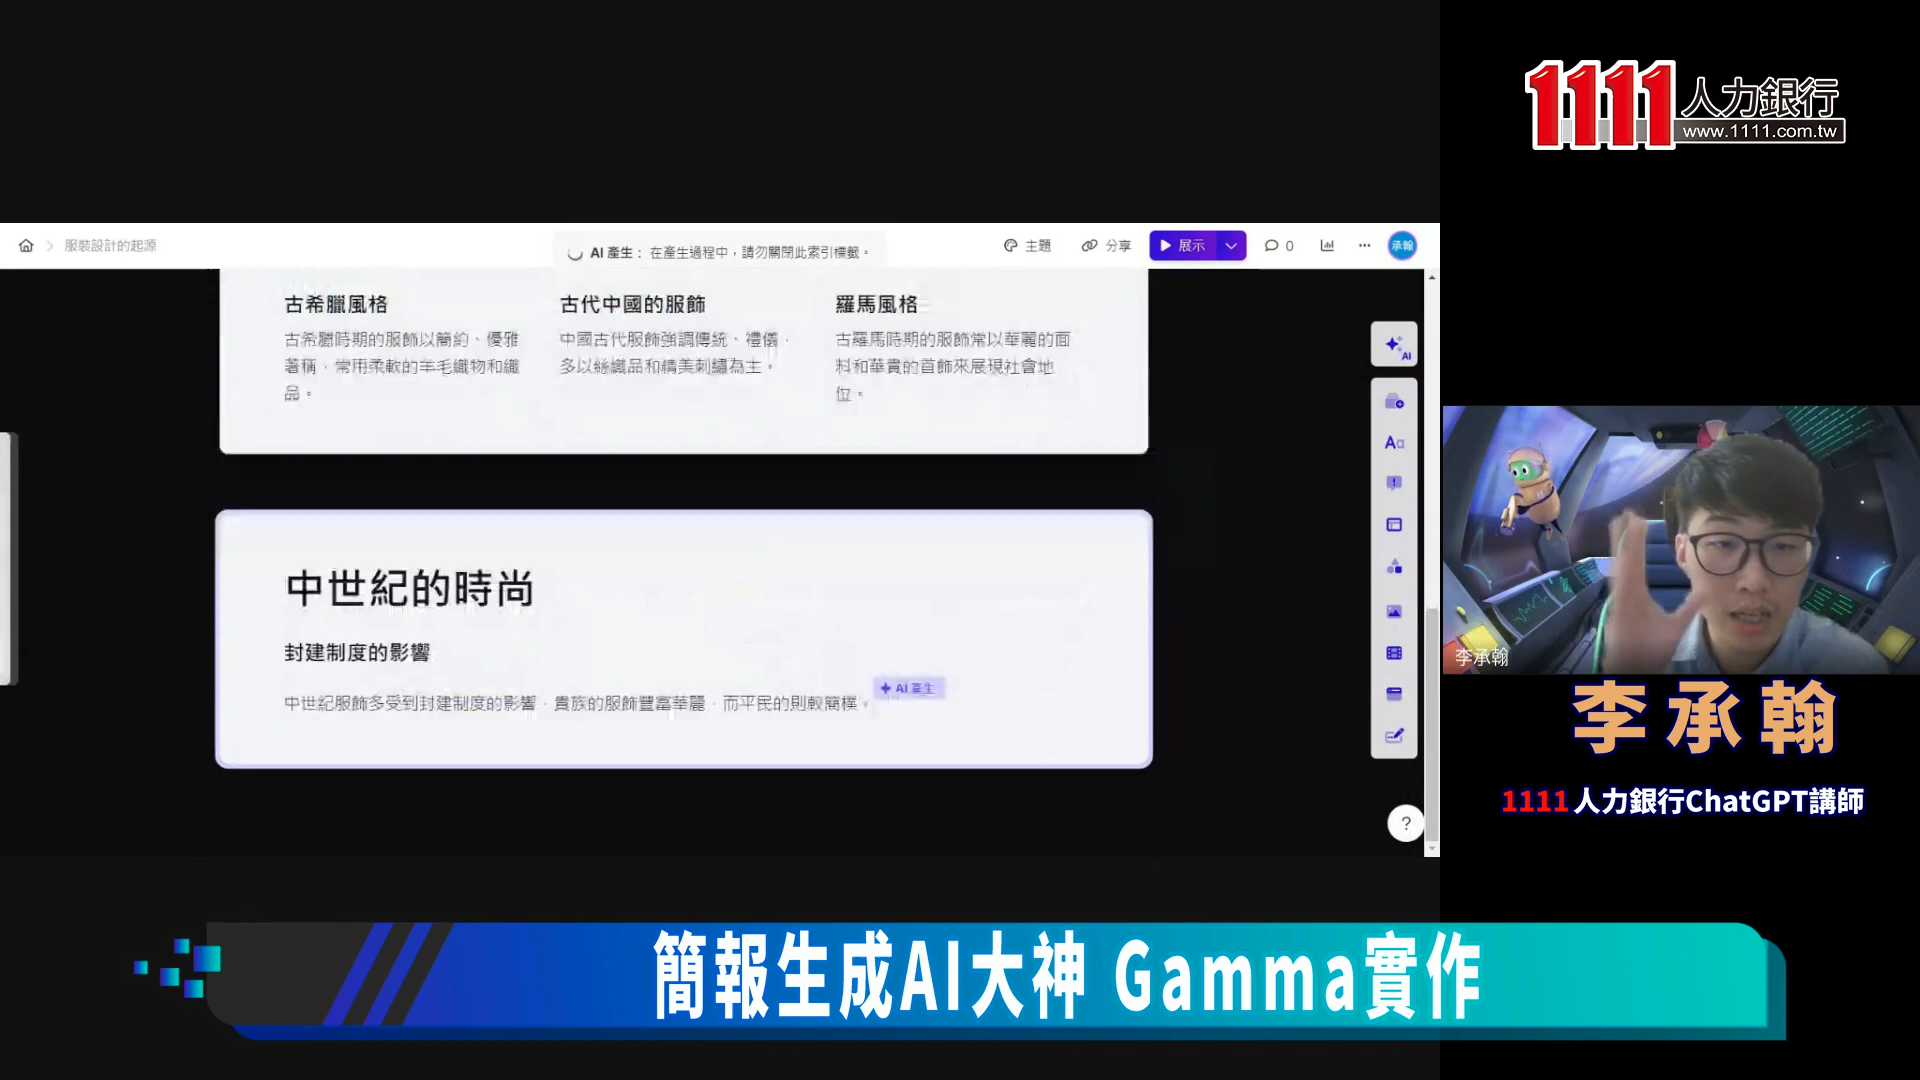 1111人力銀行
www.1111.com.tw
服裝設計的起源
AI 產生： 在產生過程中，請勿關閉此索引標籤。
主題
分享
展示
0
承翰
古希臘風格
古希臘時期的服飾以簡約、優雅
著稱，常用柔軟的羊毛織物和織
品。
古代中國的服飾
中國古代服飾強調傳統、禮儀，
多以絲織品和精美刺繡為主。
羅馬風格
古羅馬時期的服飾常以華麗的面
料和華貴的首飾來展現社會地
位。
AI
Aa
中世紀的時尚
封建制度的影響
中世紀服飾多受到封建制度的影響，貴族的服飾豐富華麗，而平民的則較簡樸。
AI 產生
?
李承翰
李承翰
1111人力銀行ChatGPT講師
簡報生成AI大神 Gamma實作